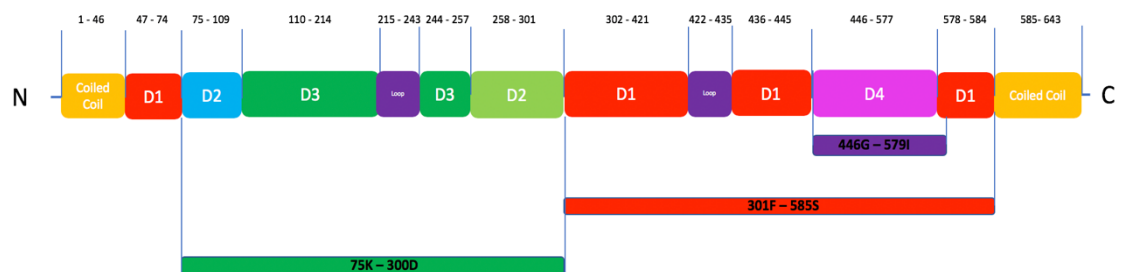 1 - 46 47 - 74 75 - 109 110 - 214 215 - 243 244 - 257 258 - 301 302 - 421 422 - 435 436 - 445 446 - 577 578 - 584 585- 643
N Coiled Coil D1 D2 D3 Loop D3 D2 D1 Loop D1 D4 D1 Coiled Coil C
446G – 579I
301F – 585S
75K – 300D